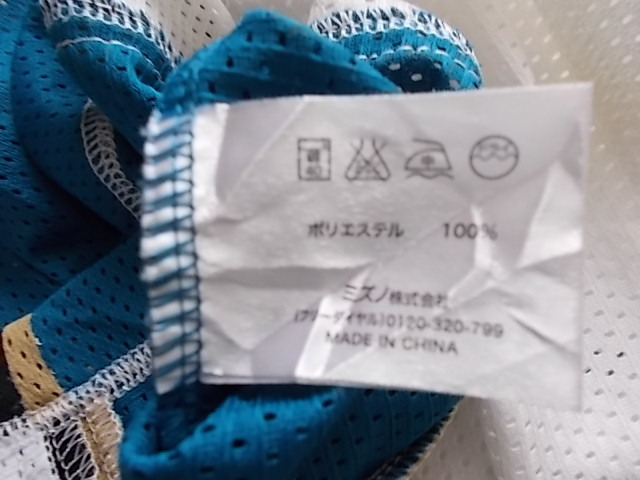 40
ポリエステル 100%
ミズノ株式会社
(フリーダイヤル)0120-320-799
MADE IN CHINA